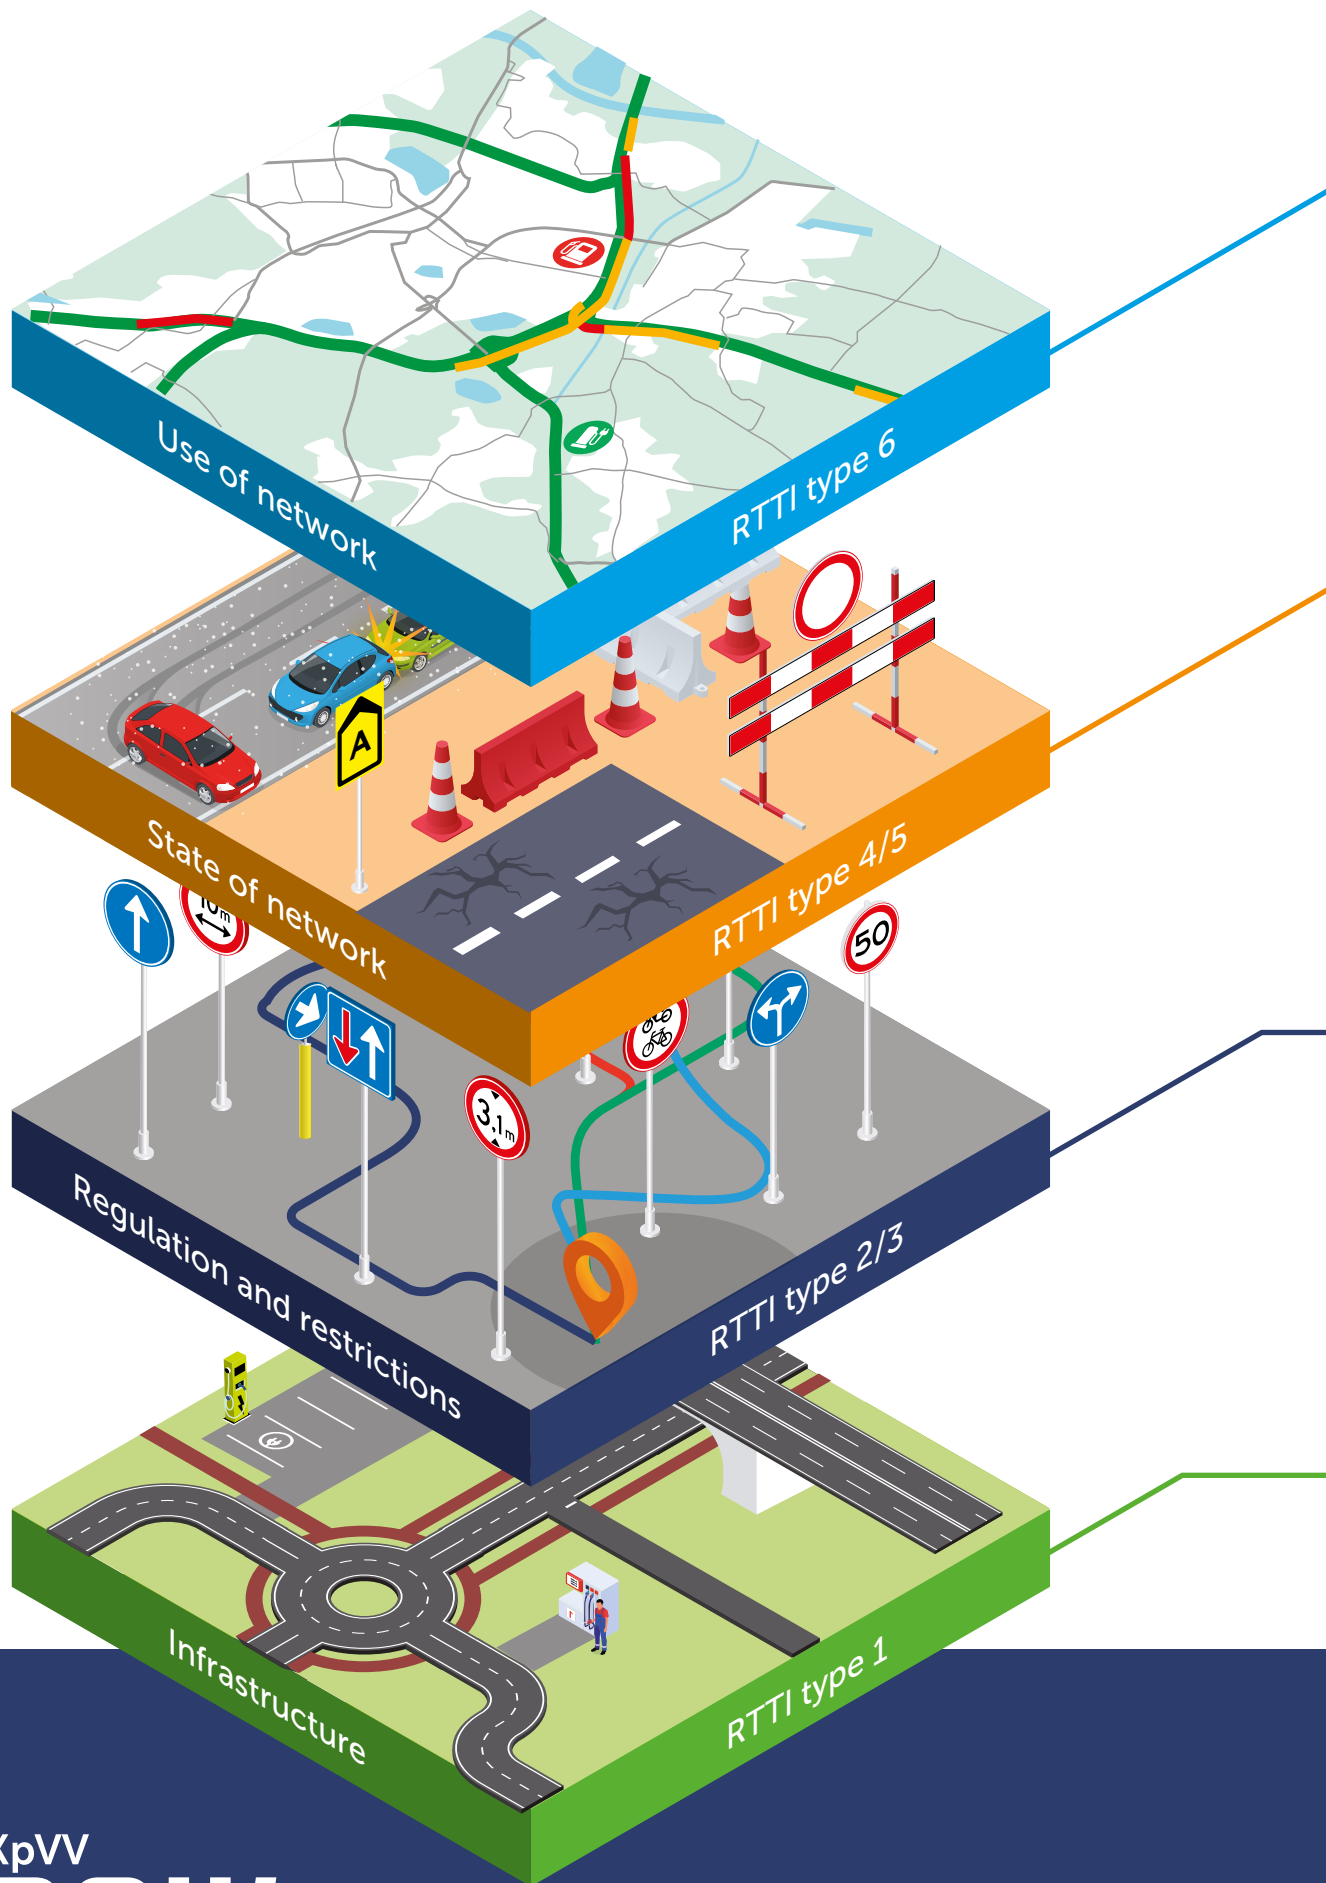 Use of network
RTTI type 6
A
State of network
RTTI type 4/5
10m
50
3,1m
Regulation and restrictions
RTTI type 2/3
Infrastructure
RTTI type 1
XpVV